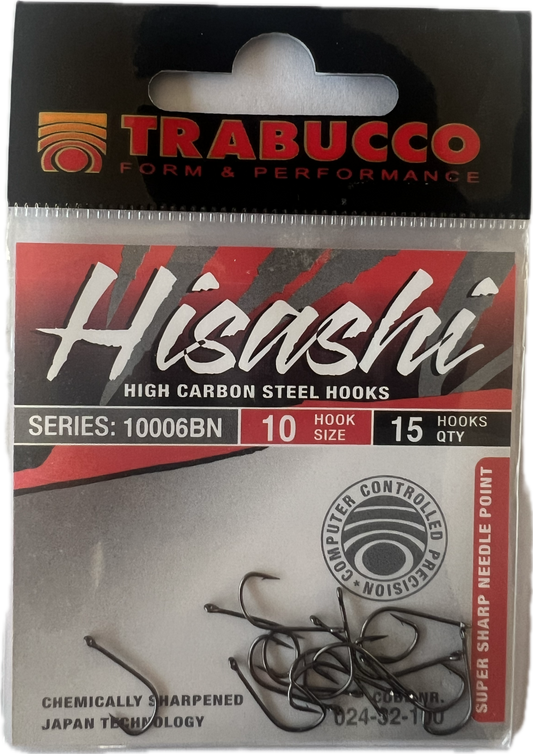 TRABUCCO
FORM & PERFORMANCE
Hisashi
HIGH CARBON STEEL HOOKS
SERIES: 10006BN
10 HOOK SIZE
15 HOOKS QTY
COMPUTER CONTROLLED PRECISION
SUPER SHARP NEEDLE POINT
CHEMICALLY SHARPENED
JAPAN TECHNOLOGY
NR.
024-32-100